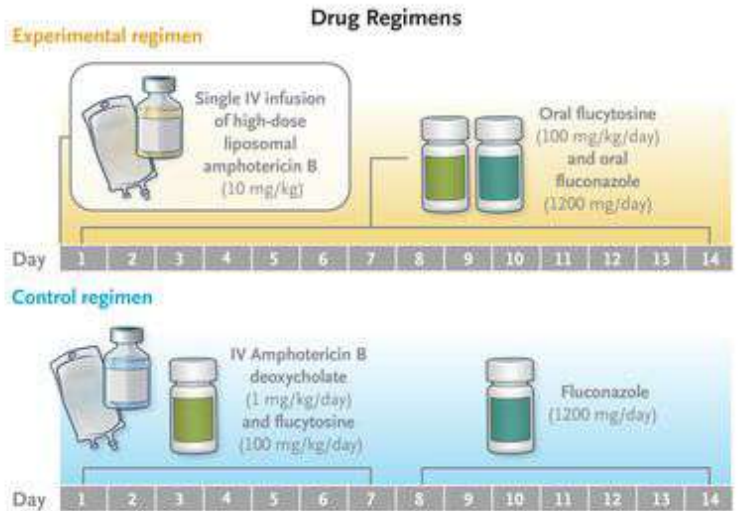 Drug Regimens
Experimental regimen
Single IV infusion
of high-dose
liposomal
amphotericin B
(10 mg/kg)
Oral flucytosine
(100 mg/kg/day)
and oral
fluconazole
(1200 mg/day)
Day 1 2 3 4 5 6 7 8 9 10 11 12 13 14
Control regimen
IV Amphotericin B
deoxycholate
(1 mg/kg/day)
and flucytosine
(100 mg/kg/day)
Fluconazole
(1200 mg/day)
Day 1 2 3 4 5 6 7 8 9 10 11 12 13 14